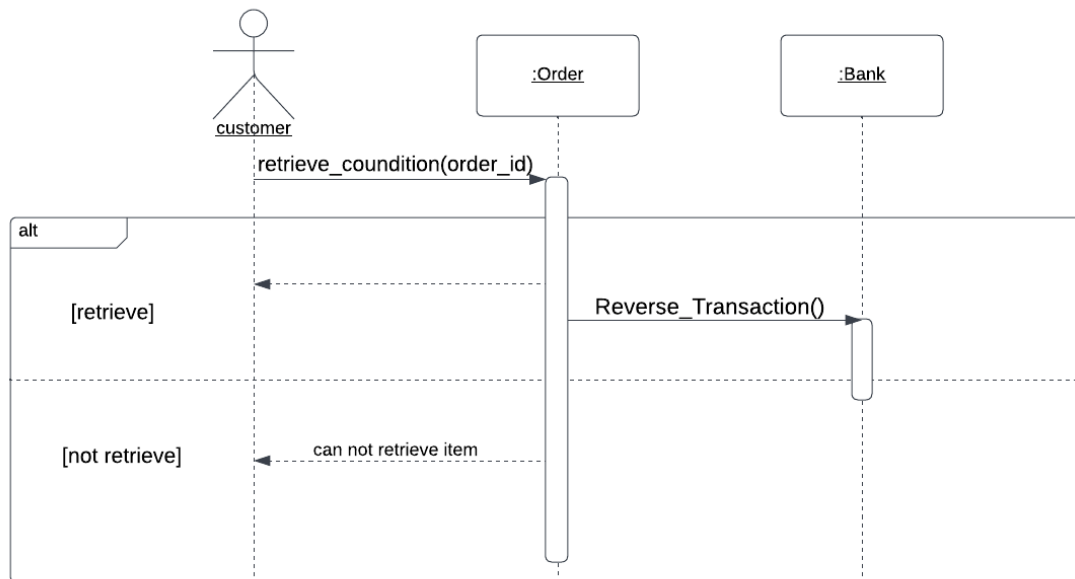 :Order
:Bank
customer
retrieve_coundition(order_id)
alt
[retrieve]
Reverse_Transaction()
[not retrieve]
can not retrieve item